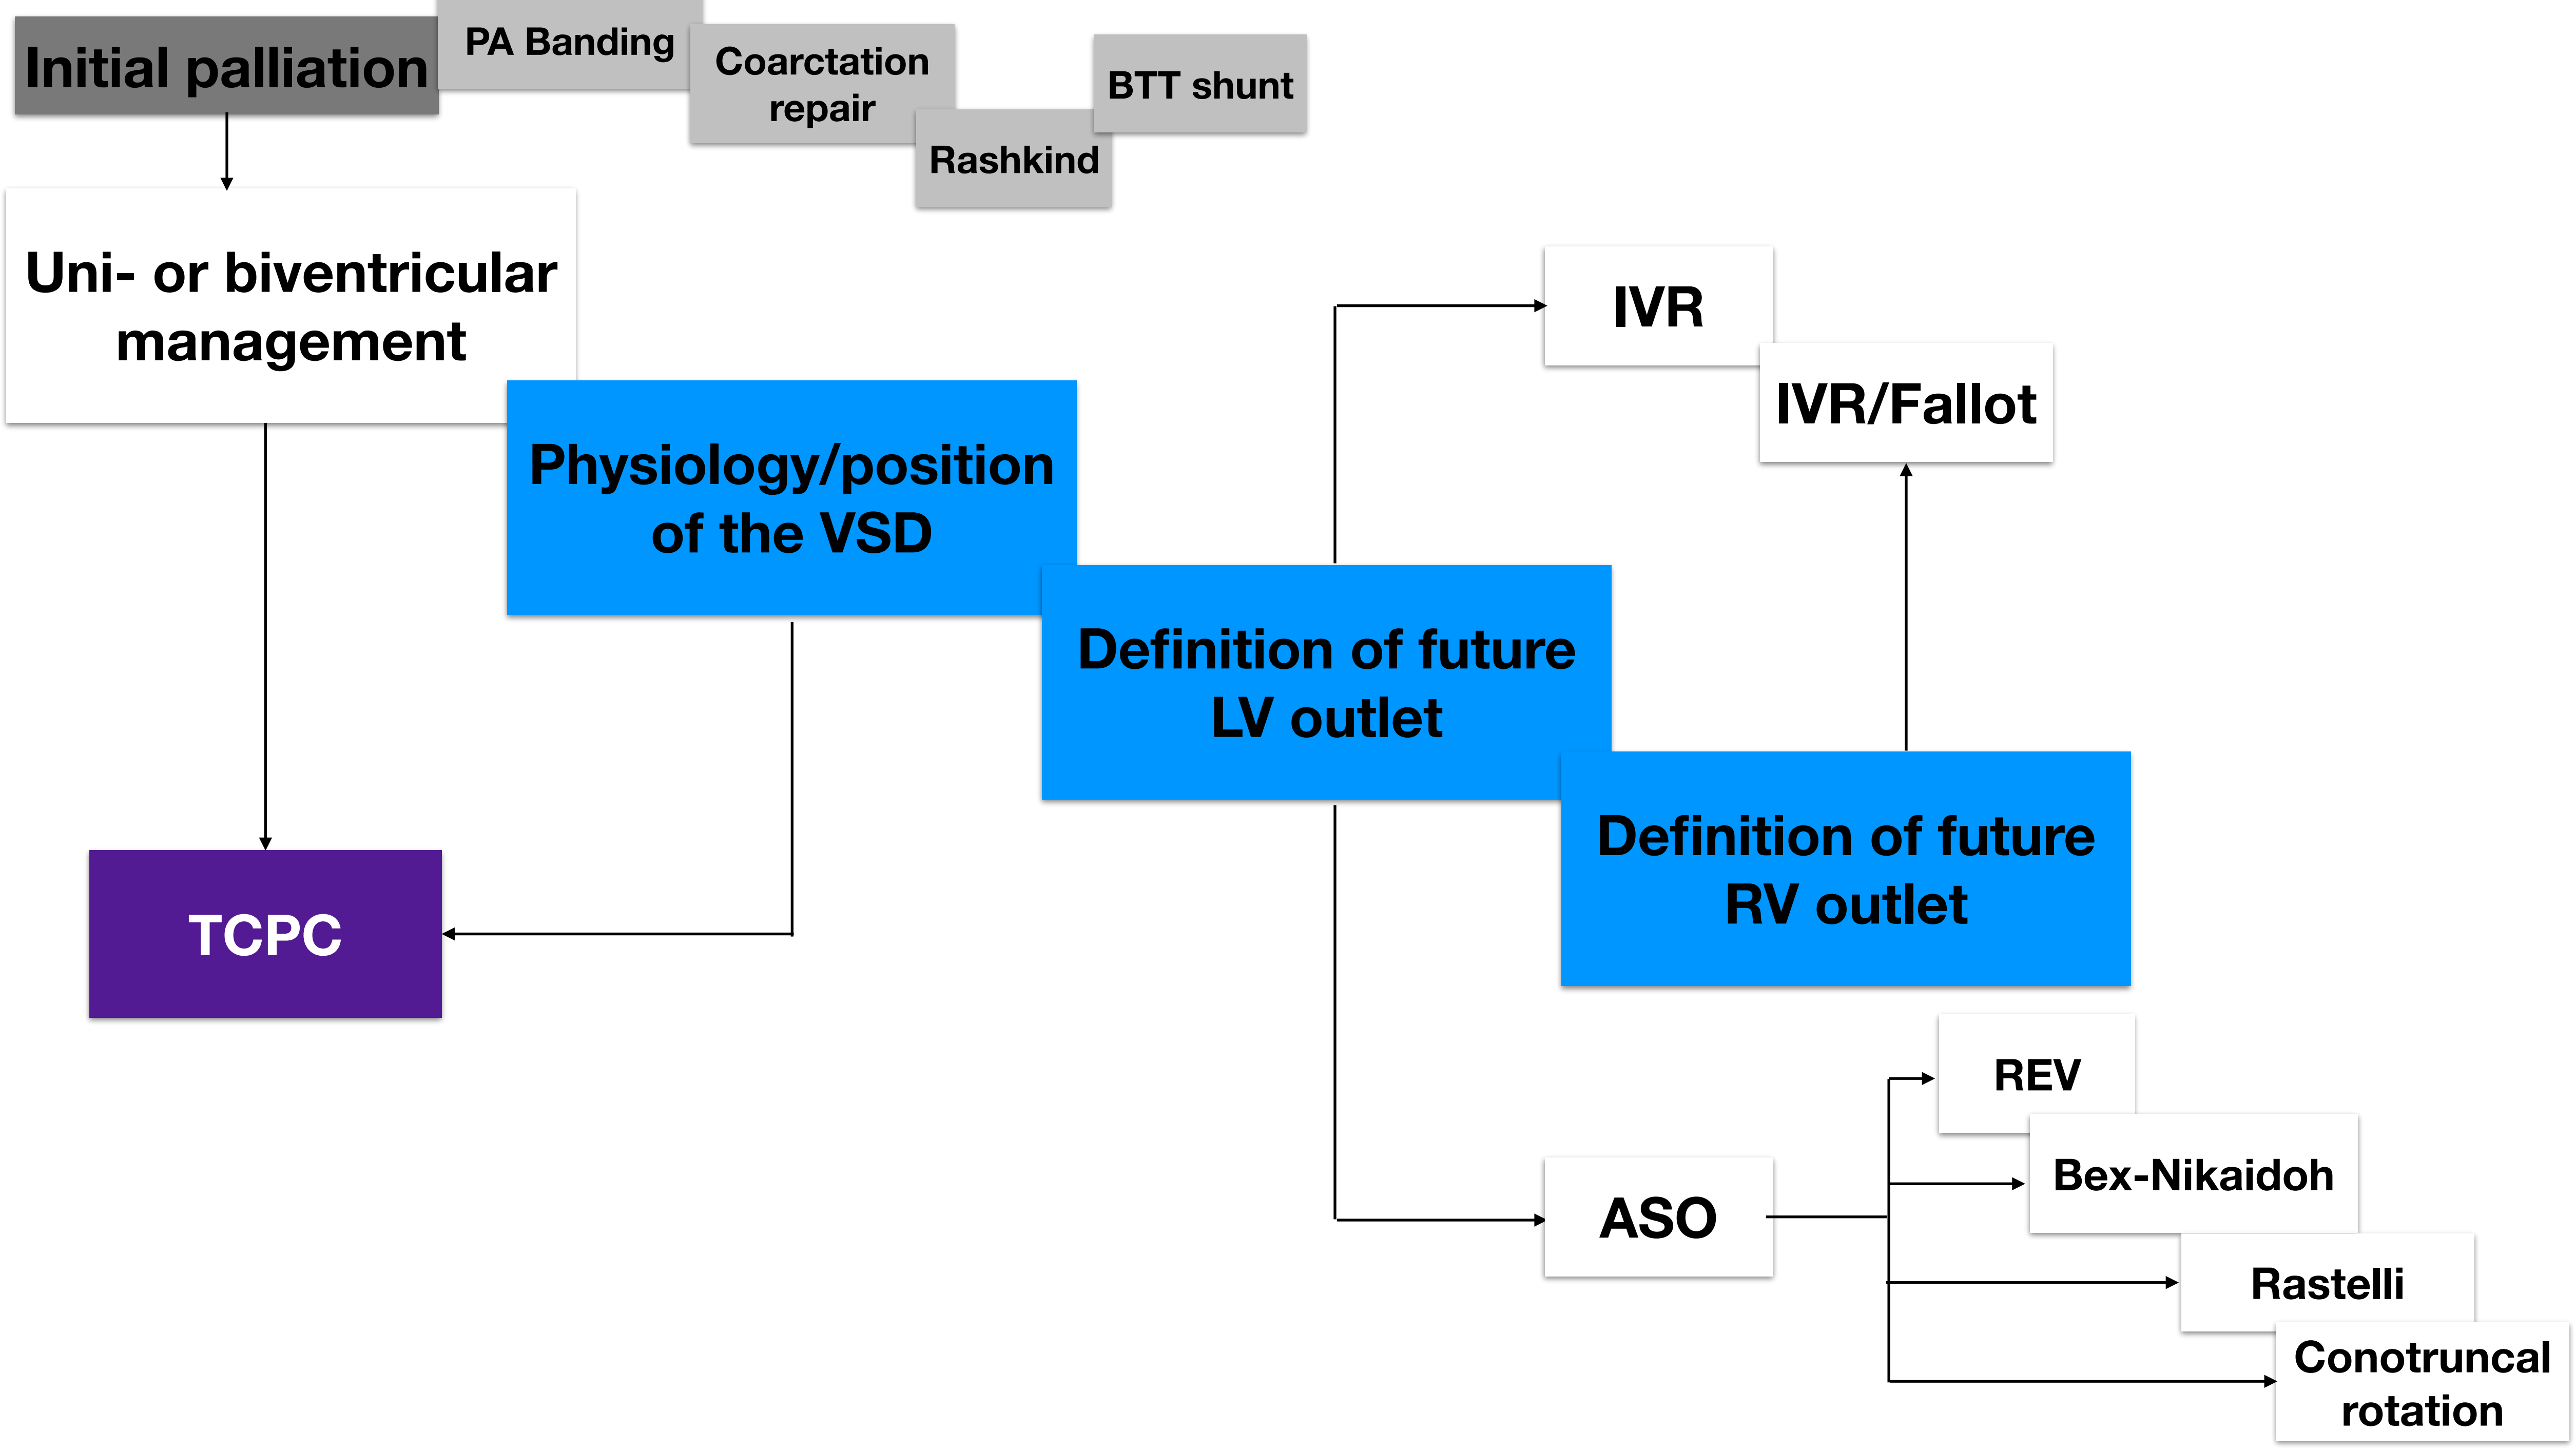 Initial palliation
PA Banding
Coarctation
repair
Rashkind
BTT shunt
Uni- or biventricular
management
Physiology/position
of the VSD
Definition of future
LV outlet
Definition of future
RV outlet
IVR
IVR/Fallot
TCPC
ASO
REV
Bex-Nikaidoh
Rastelli
Conotruncal
rotation